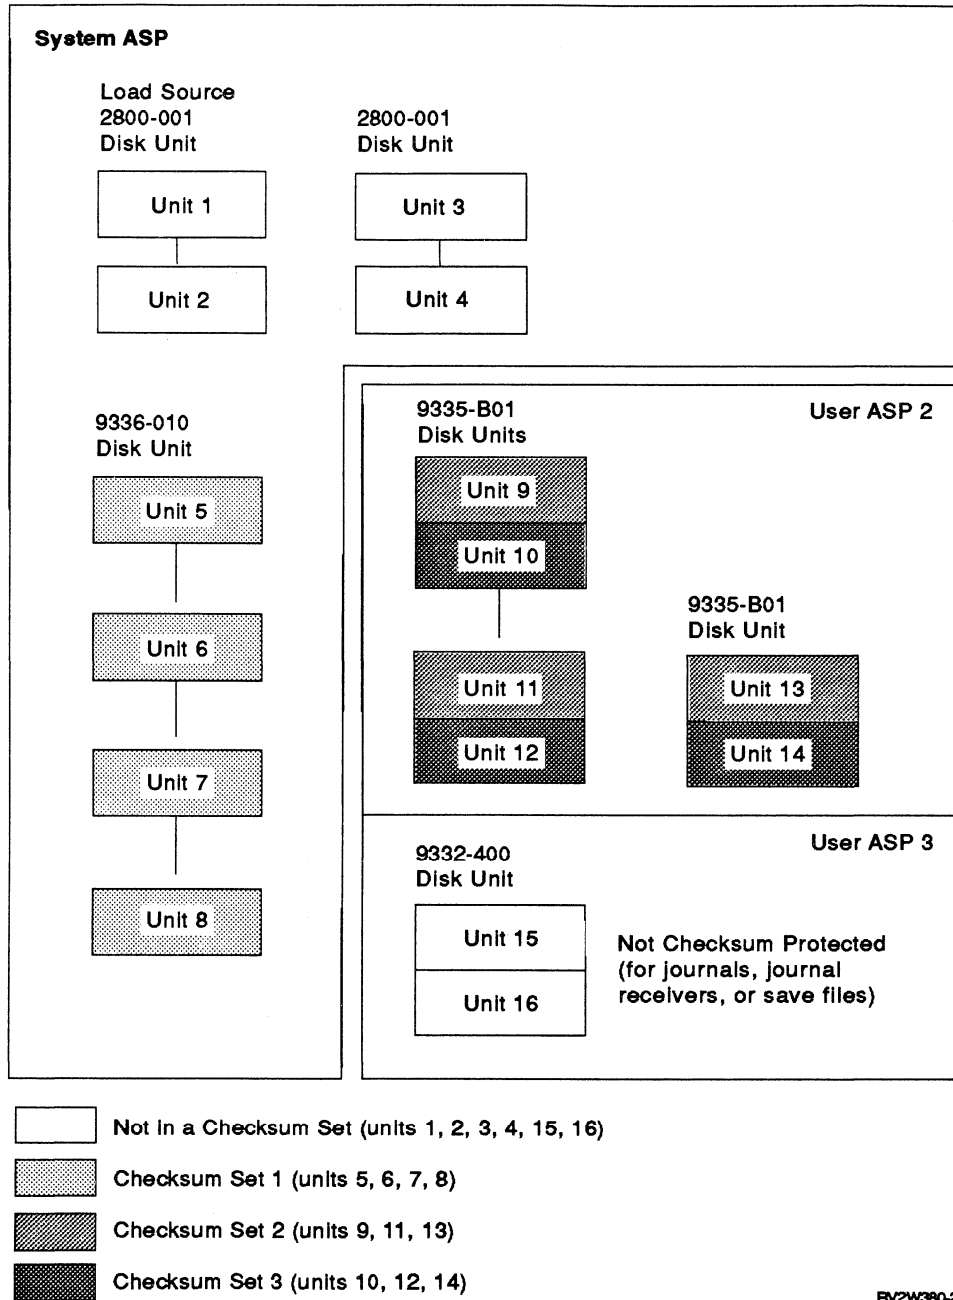 System ASP
Load Source
2800-001
Disk Unit
2800-001
Disk Unit
Unit 1
Unit 3
Unit 2
Unit 4
9336-010
Disk Unit
9335-B01
Disk Units
User ASP 2
Unit 5
Unit 9
Unit 10
Unit 6
9335-B01
Disk Unit
Unit 11
Unit 13
Unit 12
Unit 14
Unit 7
User ASP 3
9332-400
Disk Unit
Unit 8
Unit 15
Unit 16
Not Checksum Protected
(for journals, journal
receivers, or save files)
Not in a Checksum Set (units 1, 2, 3, 4, 15, 16)
Checksum Set 1 (units 5, 6, 7, 8)
Checksum Set 2 (units 9, 11, 13)
Checksum Set 3 (units 10, 12, 14)